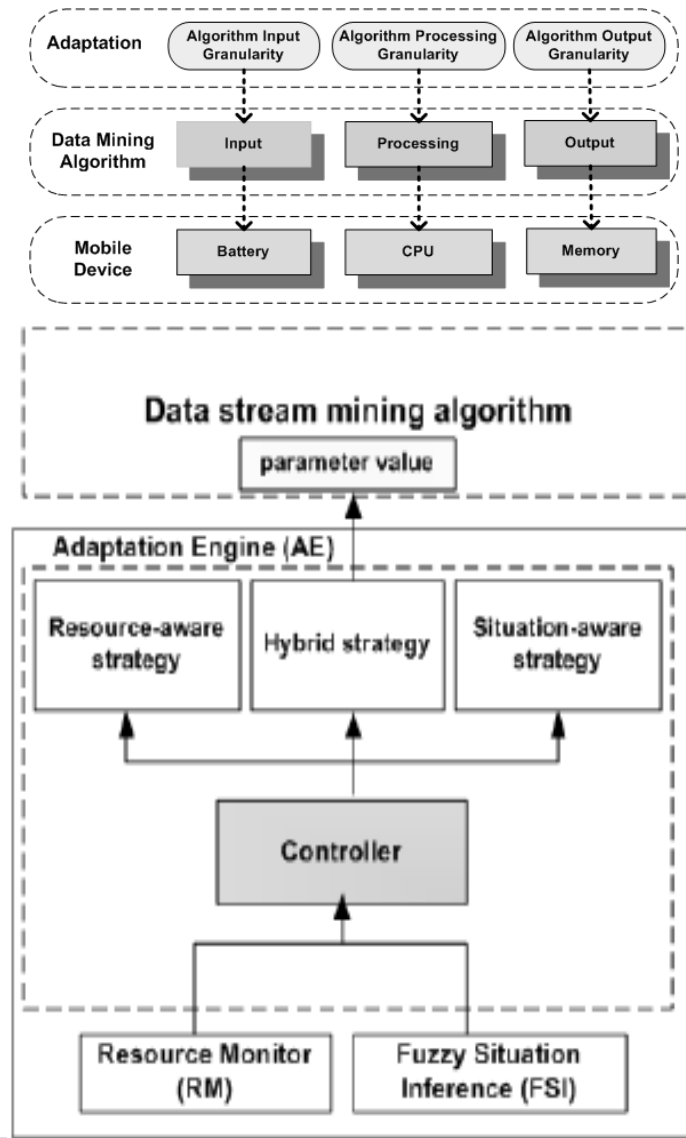 Adaptation
Algorithm Input
Granularity
Algorithm Processing
Granularity
Algorithm Output
Granularity
Data Mining
Algorithm
Input
Processing
Output
Mobile
Device
Battery
CPU
Memory
Data stream mining algorithm
parameter value
Adaptation Engine (AE)
Resource-aware
strategy
Hybrid strategy
Situation-aware
strategy
Controller
Resource Monitor
(RM)
Fuzzy Situation
Inference (FSI)